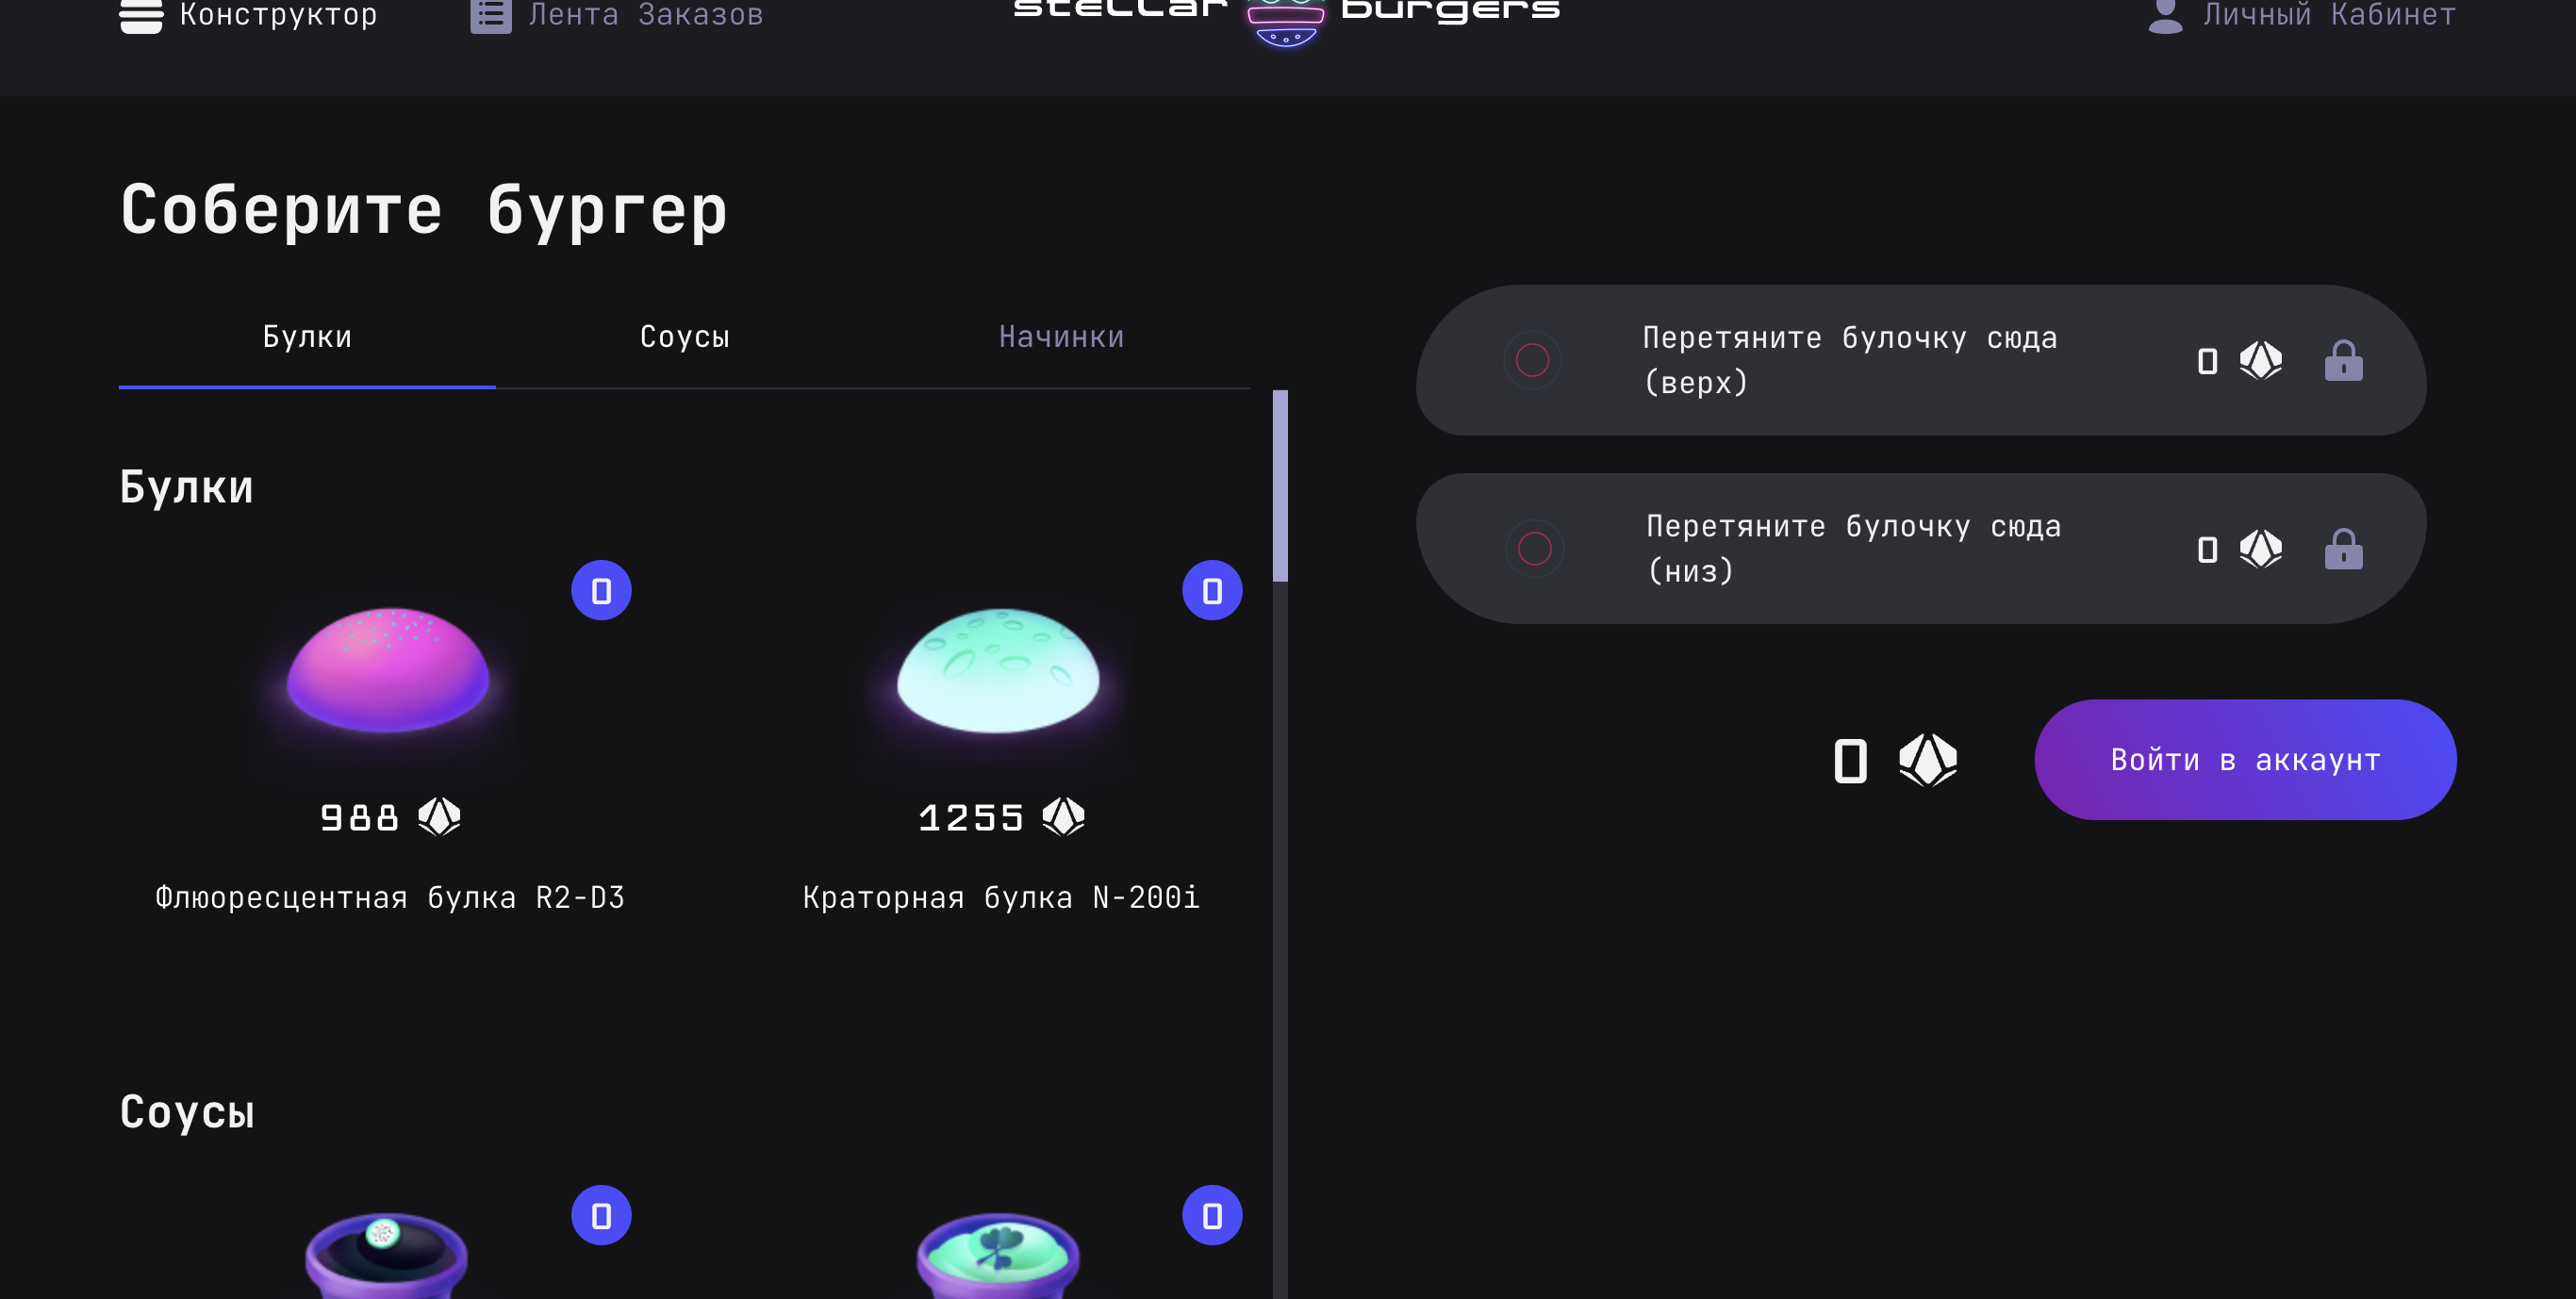 Конструктор
Лента Заказов
stellar burgers
Личный Кабинет
Соберите бургер
Булки
Соусы
Начинки
Булки
0
0
988
1255
Флюоресцентная булка R2-D3
Краторная булка N-200i
Соусы
0
0
Перетяните булочку сюда
(верх)
0
Перетяните булочку сюда
(низ)
0
0
Войти в аккаунт